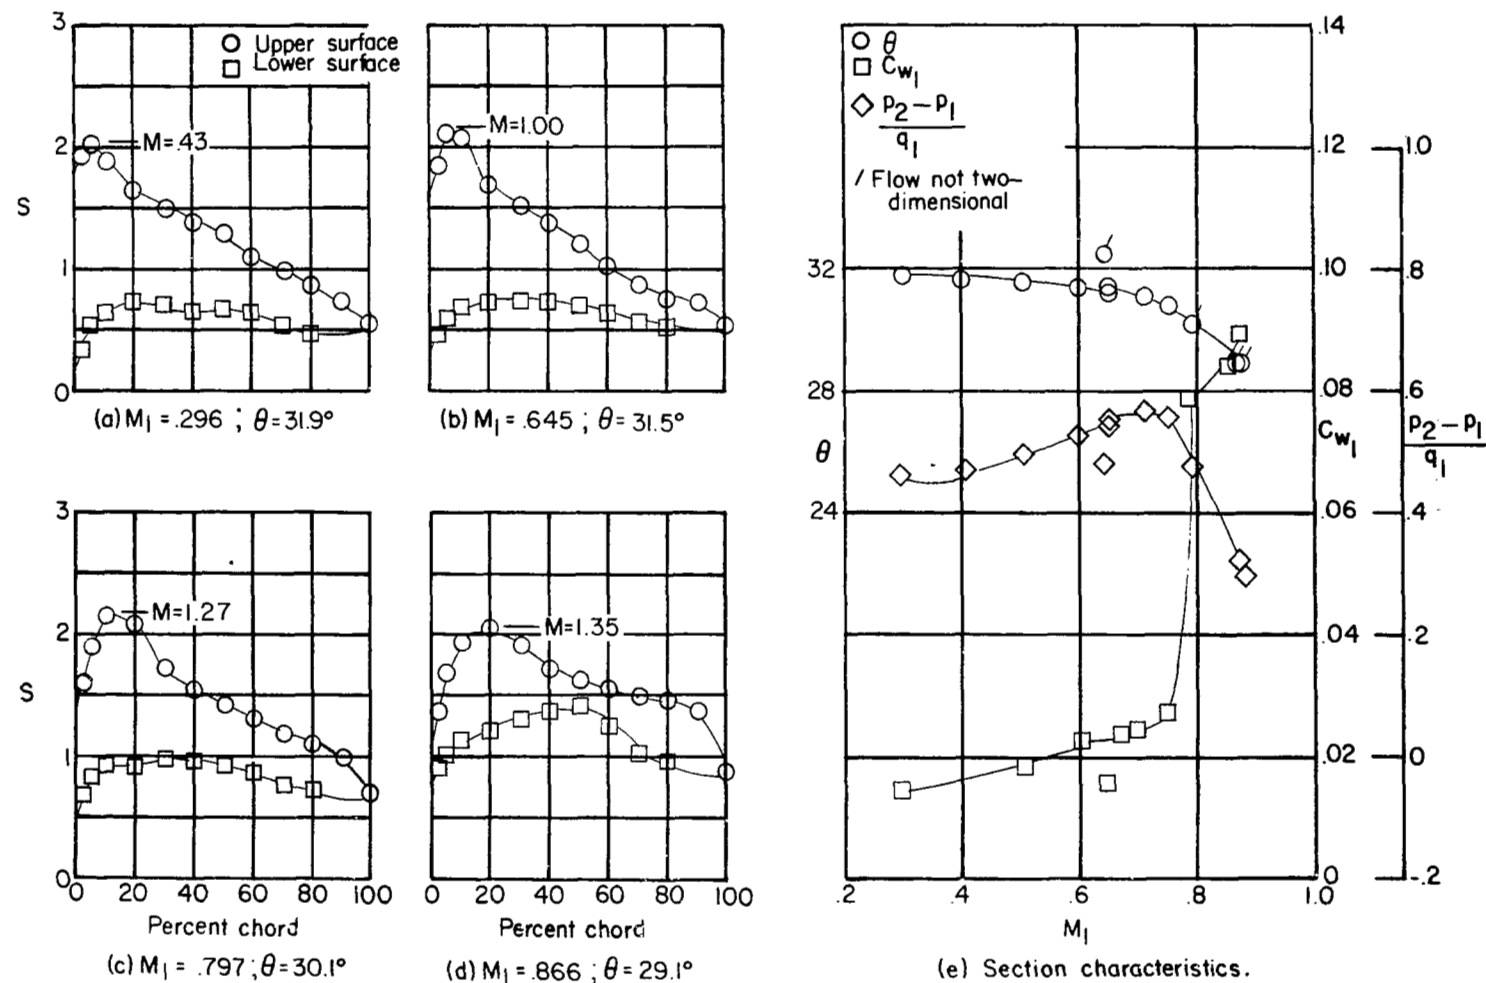 3
2
S
1
0
○ Upper surface
□ Lower surface
M=.43
(a) M₁ = .296 ; θ=31.9°
M=1.00
(b) M₁ = .645 ; θ=31.5°
3
2
S
1
0
M=1.27
0 20 40 60 80 100
Percent chord
(c) M₁ = .797 ; θ=30.1°
M=1.35
0 20 40 60 80 100
Percent chord
(d) M₁ = .866 ; θ=29.1°
○ θ
□ C_w₁
◇ p₂−p₁
q₁
/ Flow not two-
dimensional
32
28
θ
24
.14
.12
.10
.08
C_w₁
.06
.04
.02
0
1.0
.8
.6
p₂−p₁
q₁
.4
.2
0
-.2
.2 .4 .6 .8 1.0
M₁
(e) Section characteristics.